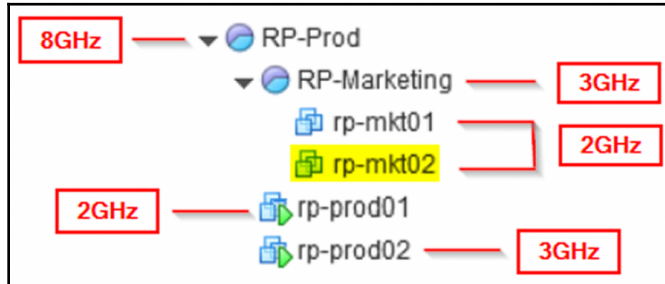 8GHz RP-Prod
RP-Marketing 3GHz
rp-mkt01
2GHz
rp-mkt02
2GHz rp-prod01
rp-prod02 3GHz